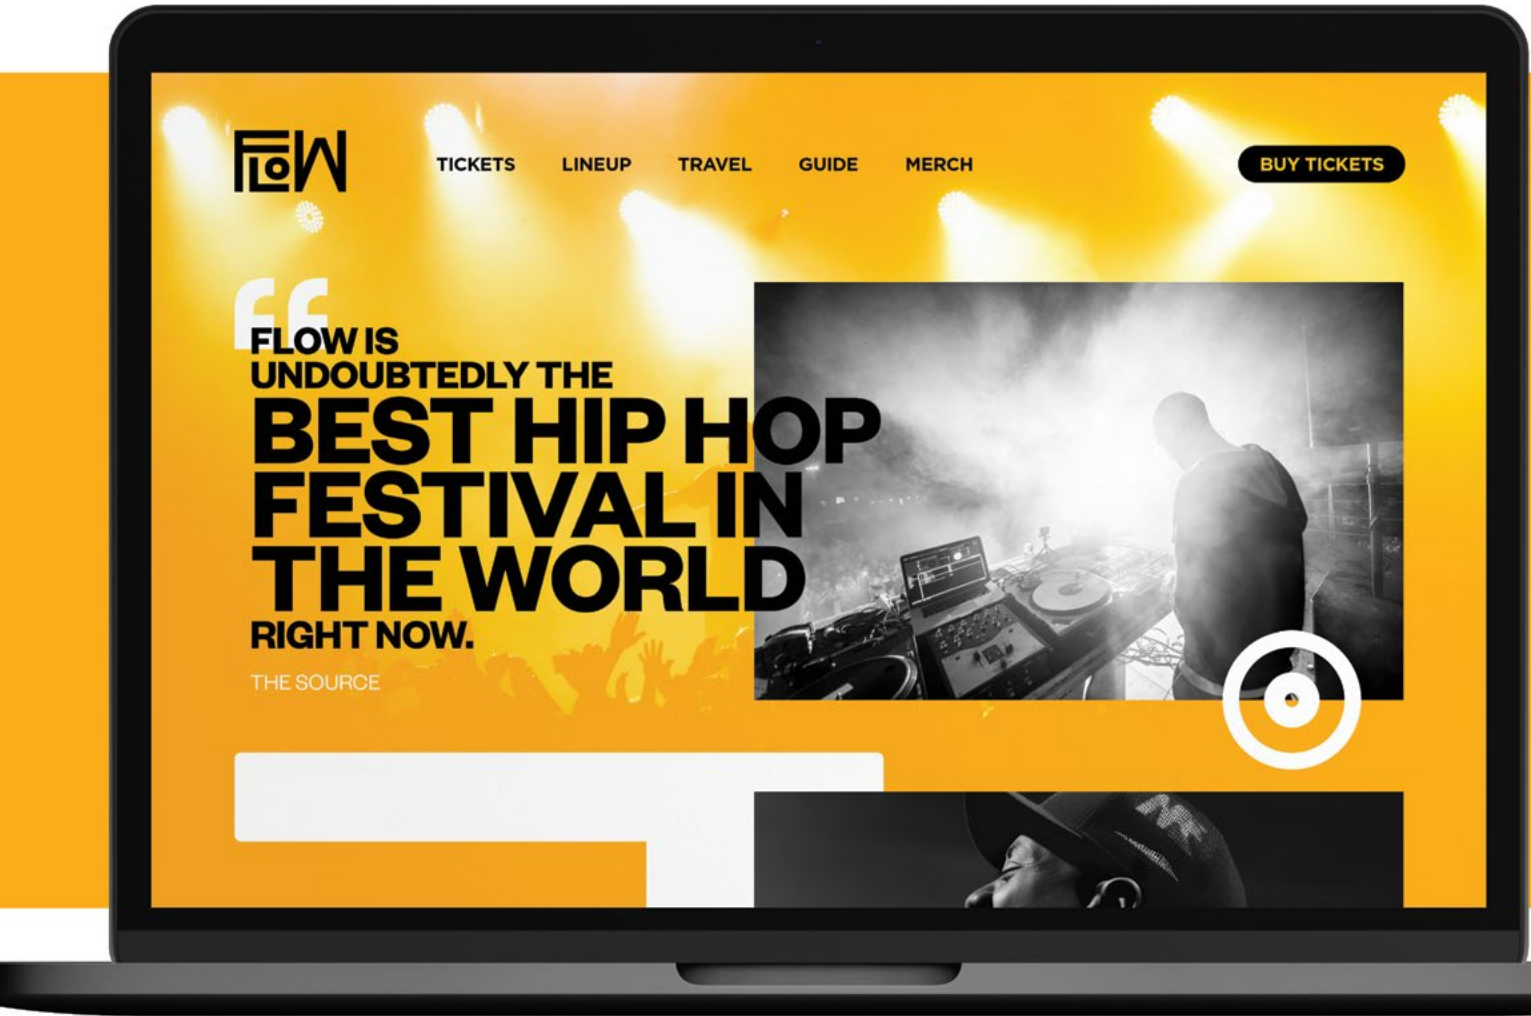 FLOW
TICKETS
LINEUP
TRAVEL
GUIDE
MERCH
BUY TICKETS
“
FLOW IS
UNDOUBTEDLY THE
BEST HIP HOP
FESTIVAL IN
THE WORLD
RIGHT NOW.
THE SOURCE